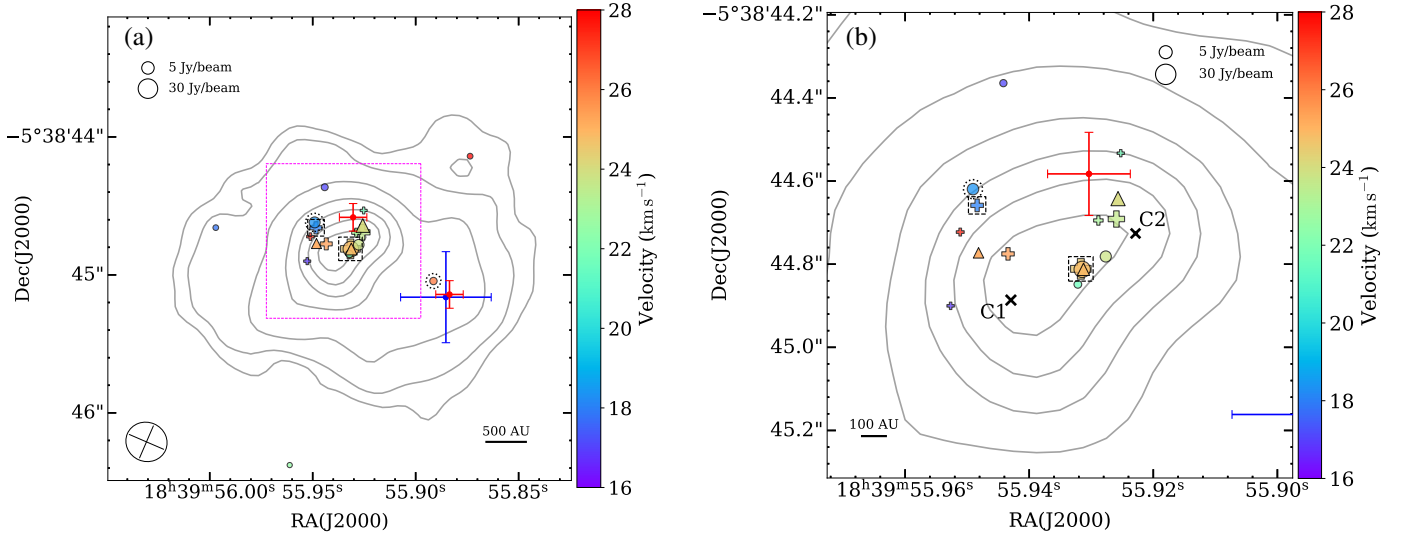 (a)
5 Jy/beam
30 Jy/beam
−5°38'44"
45"
46"
Dec(J2000)
500 AU
18ʰ39ᵐ56.00ˢ 55.95ˢ 55.90ˢ 55.85ˢ
RA(J2000)
28
26
24
22
20
18
16
Velocity (km s⁻¹)
(b)
5 Jy/beam
30 Jy/beam
−5°38'44.2"
44.4"
44.6"
44.8"
45.0"
45.2"
Dec(J2000)
C2
C1
100 AU
18ʰ39ᵐ55.96ˢ 55.94ˢ 55.92ˢ 55.90ˢ
RA(J2000)
28
26
24
22
20
18
16
Velocity (km s⁻¹)